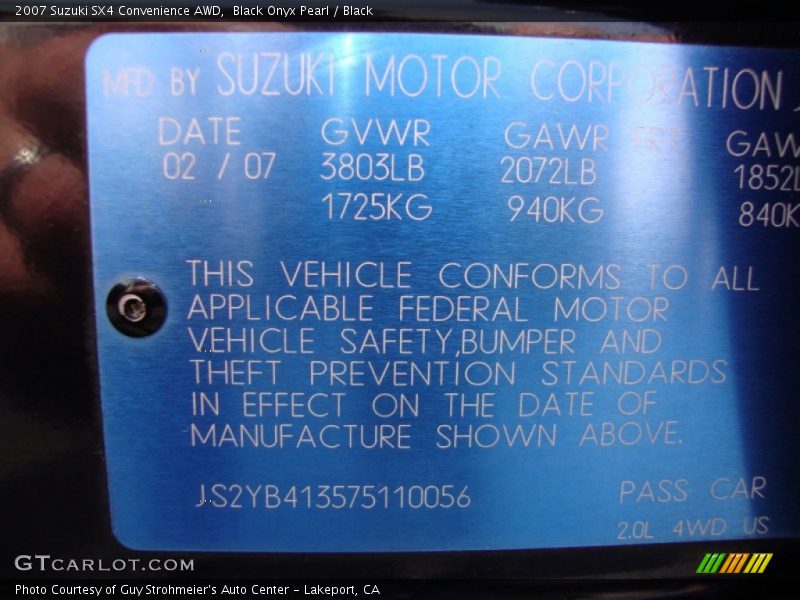 2007 Suzuki SX4 Convenience AWD, Black Onyx Pearl / Black
MFD BY SUZUKI MOTOR CORPORATION
DATE GVWR GAWR FRT GAW
02 / 07 3803LB 2072LB 1852L
1725KG 940KG 840K
THIS VEHICLE CONFORMS TO ALL
APPLICABLE FEDERAL MOTOR
VEHICLE SAFETY,BUMPER AND
THEFT PREVENTION STANDARDS
IN EFFECT ON THE DATE OF
MANUFACTURE SHOWN ABOVE.
JS2YB413575110056 PASS CAR
2.0L 4WD US
GTCARLOT.COM
Photo Courtesy of Guy Strohmeier's Auto Center - Lakeport, CA